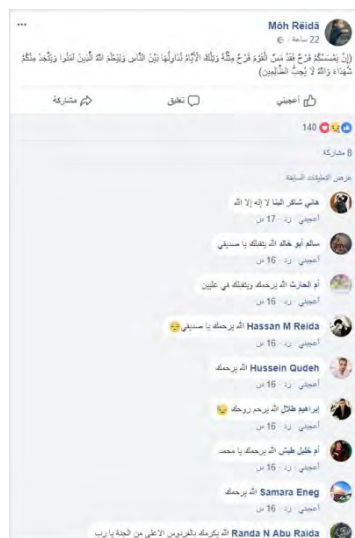 Môh Rëidâ
22 ساعة
(إن يَمْسَسْكُمْ قَرْحٌ فَقَدْ مَسَّ الْقَوْمَ قَرْحٌ مِّثْلُهُ وَتِلْكَ الْأَيَّامُ نُدَاوِلُهَا بَيْنَ النَّاسِ وَلِيَعْلَمَ اللَّهُ الَّذِينَ آمَنُوا وَيَتَّخِذَ مِنكُمْ
شُهَدَاءَ وَاللَّهُ لَا يُحِبُّ الظَّالِمِينَ)
أعجبني تعليق مشاركة
140
8 مشاركة
عرض التعليقات السابقة
هاني شاكر البنا لا إله إلا الله
أعجبني · رد · 17 س
سالم أبو خالد الله يتقبلك يا صديقي
أعجبني · رد · 16 س
أم الحارث الله يرحمك ويتقبلك في عليين
أعجبني · رد · 16 س
Hassan M Reida الله يرحمك يا صديقي
أعجبني · رد · 16 س
Hussein Qudeh الله يرحمك
أعجبني · رد · 16 س
إبراهيم طلال الله يرحم روحك
أعجبني · رد · 16 س
أم خليل طبش الله يرحمك يا محمد
أعجبني · رد · 16 س
Samara Eneg الله يرحمك
أعجبني · رد · 16 س
Randa N Abu Raida الله يكرمك بالفردوس الاعلى من الجنة يا رب